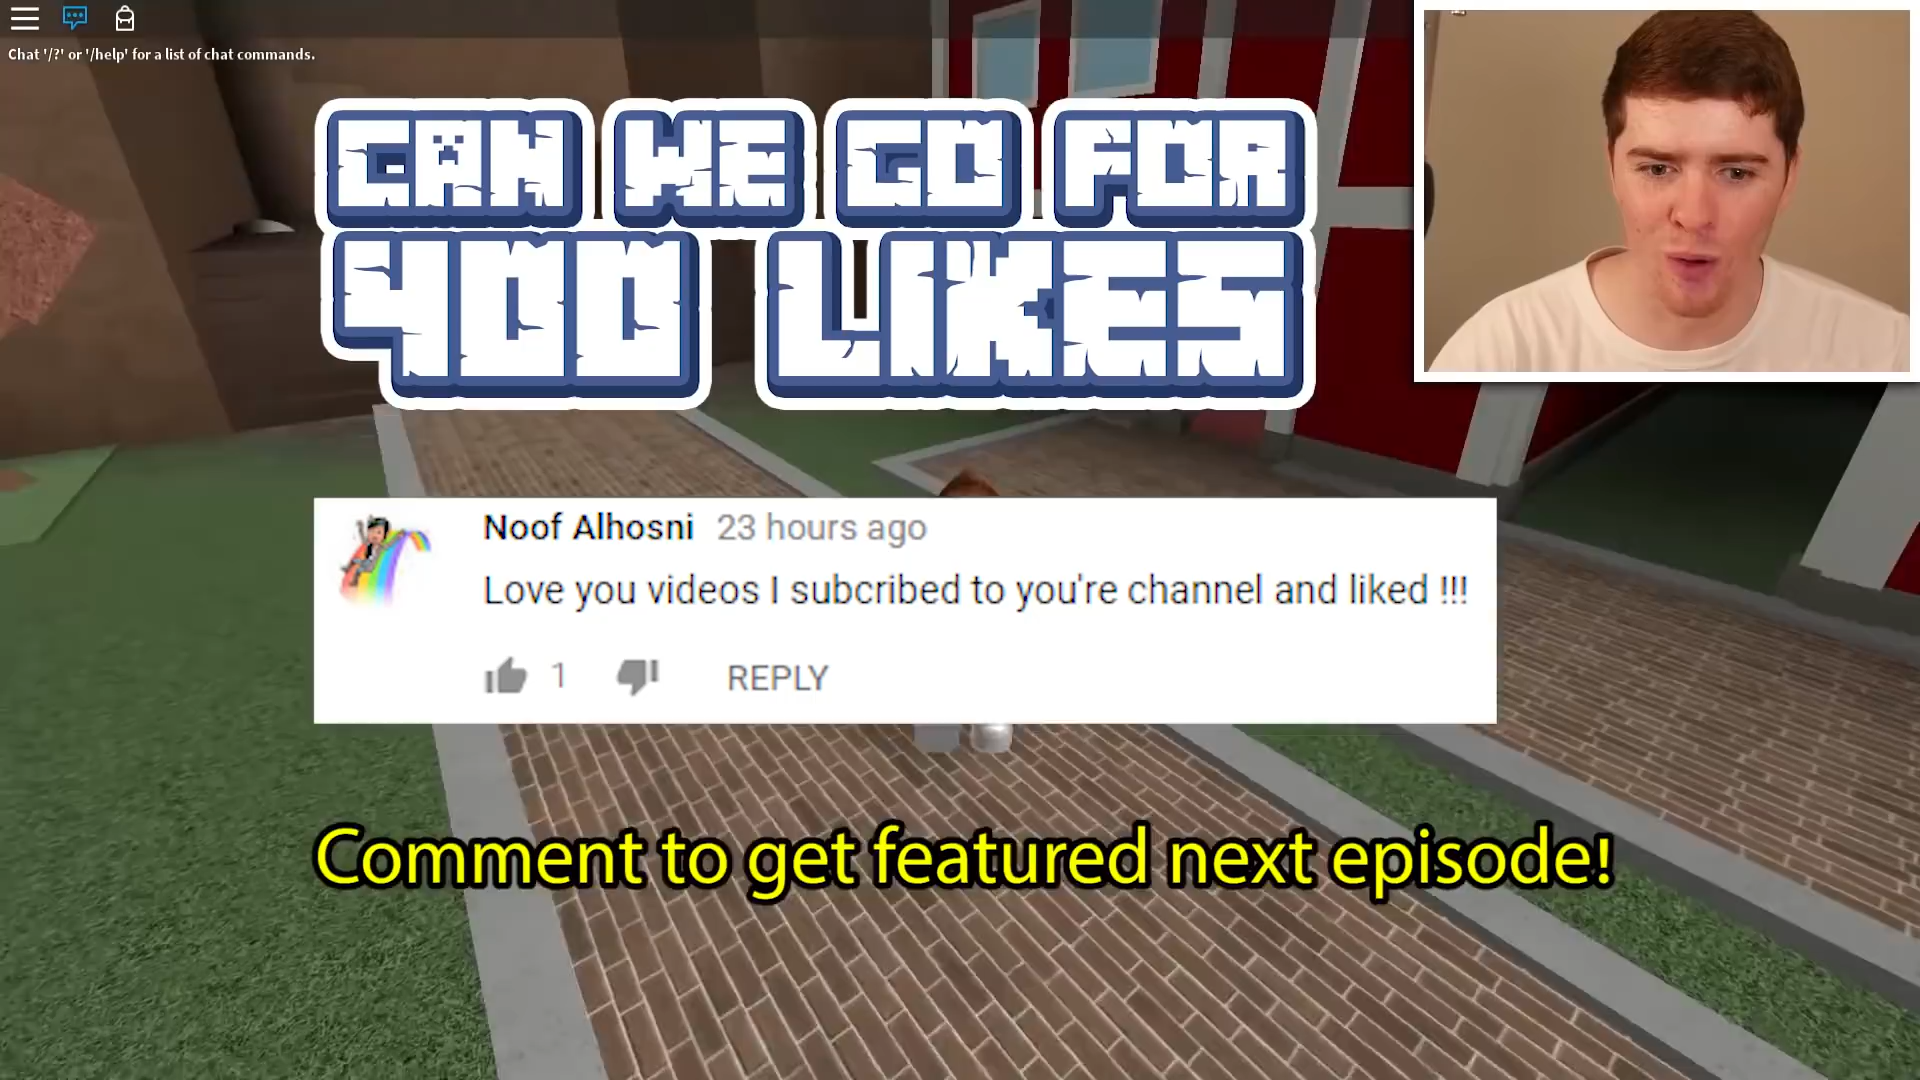 Chat '/?' or '/help' for a list of chat commands.
CAN WE GO FOR
400 LIKES
Noof Alhosni 23 hours ago
Love you videos I subcribed to you're channel and liked !!!
1 REPLY
Comment to get featured next episode!